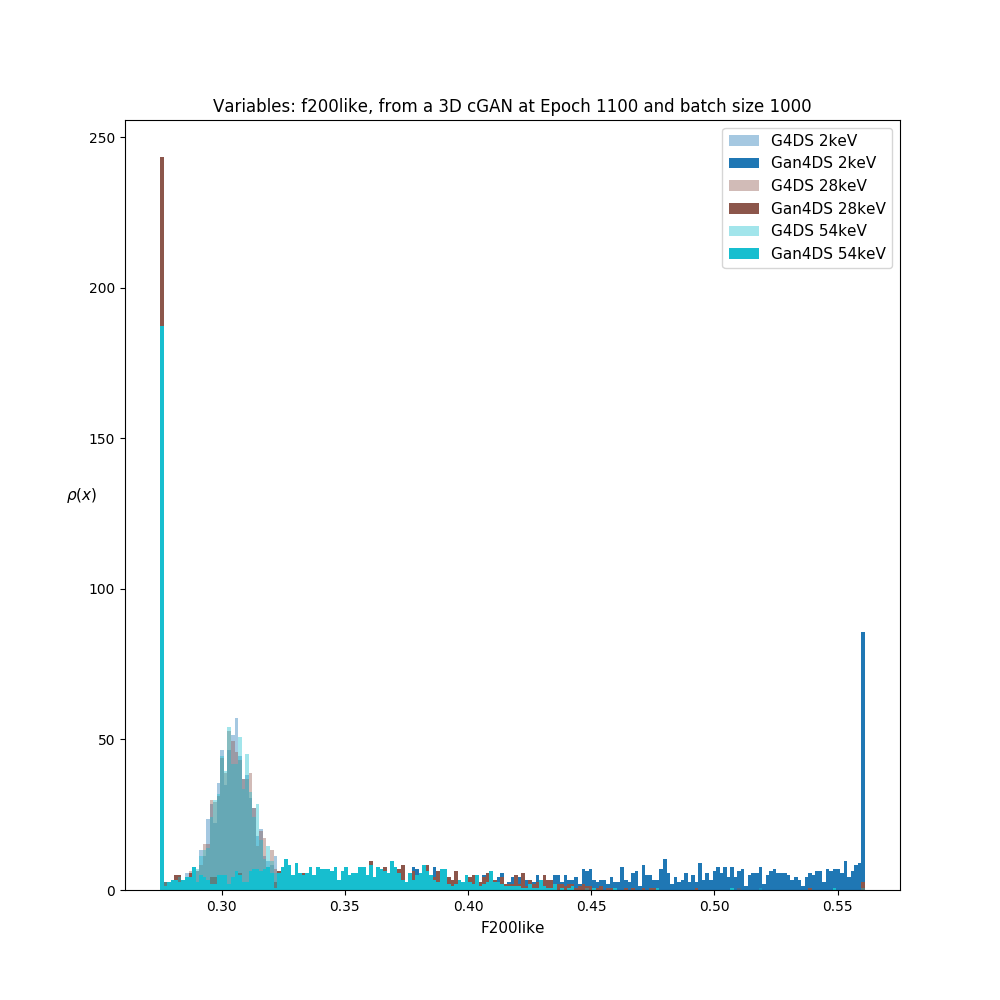 Variables: f200like, from a 3D cGAN at Epoch 1100 and batch size 1000
250
200
150
100
50
0
ρ(x)
G4DS 2keV
Gan4DS 2keV
G4DS 28keV
Gan4DS 28keV
G4DS 54keV
Gan4DS 54keV
0.30
0.35
0.40
0.45
0.50
0.55
F200like